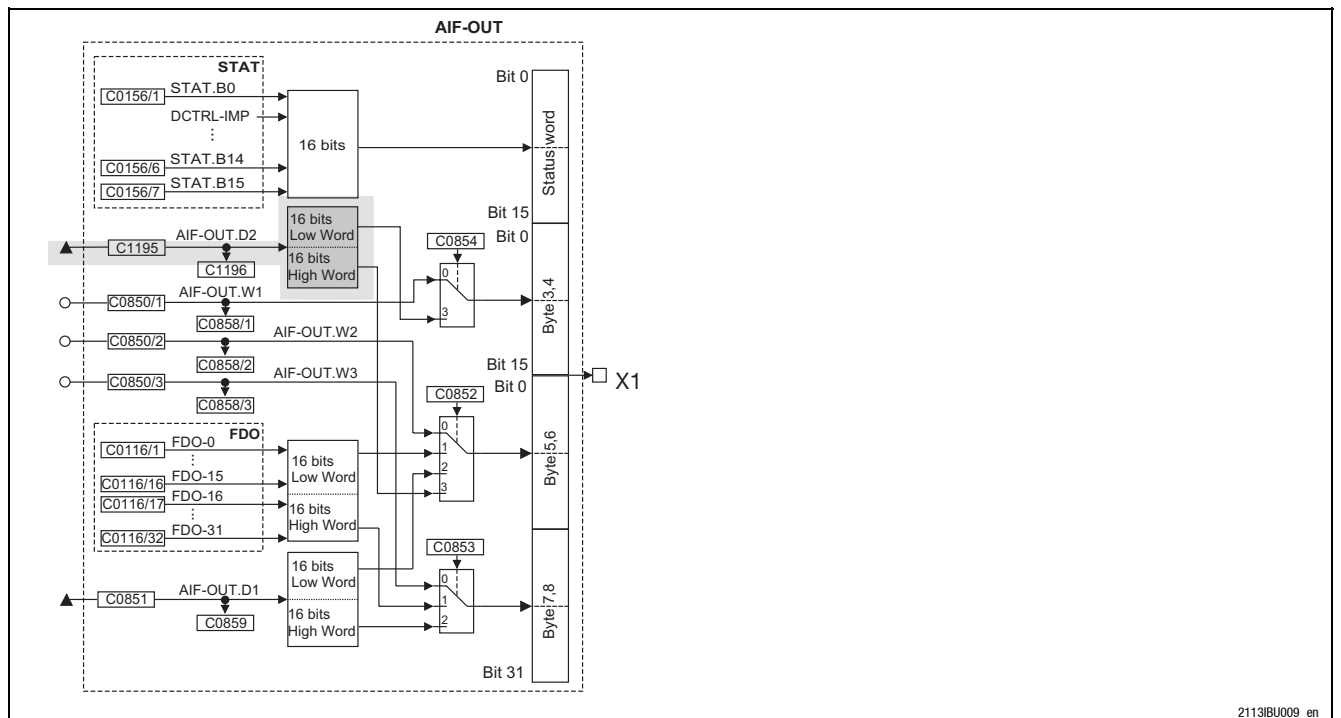 AIF-OUT
STAT
C0156/1 STAT.B0
DCTRL-IMP
⋮
C0156/6 STAT.B14
C0156/7 STAT.B15
16 bits
Bit 0
Status word
Bit 15
C1195 AIF-OUT.D2
C1196
16 bits
Low Word
16 bits
High Word
C0854
0
3
Bit 0
Byte 3,4
Bit 15
C0850/1 AIF-OUT.W1
C0858/1
C0850/2 AIF-OUT.W2
C0858/2
C0850/3 AIF-OUT.W3
C0858/3
X1
C0852
0
1
2
3
Bit 0
Byte 5,6
FDO
C0116/1 FDO-0
⋮
C0116/16 FDO-15
C0116/17 FDO-16
⋮
C0116/32 FDO-31
16 bits
Low Word
16 bits
High Word
C0851 AIF-OUT.D1
C0859
16 bits
Low Word
16 bits
High Word
C0853
0
1
2
Byte 7,8
Bit 31
2113IBU009_en